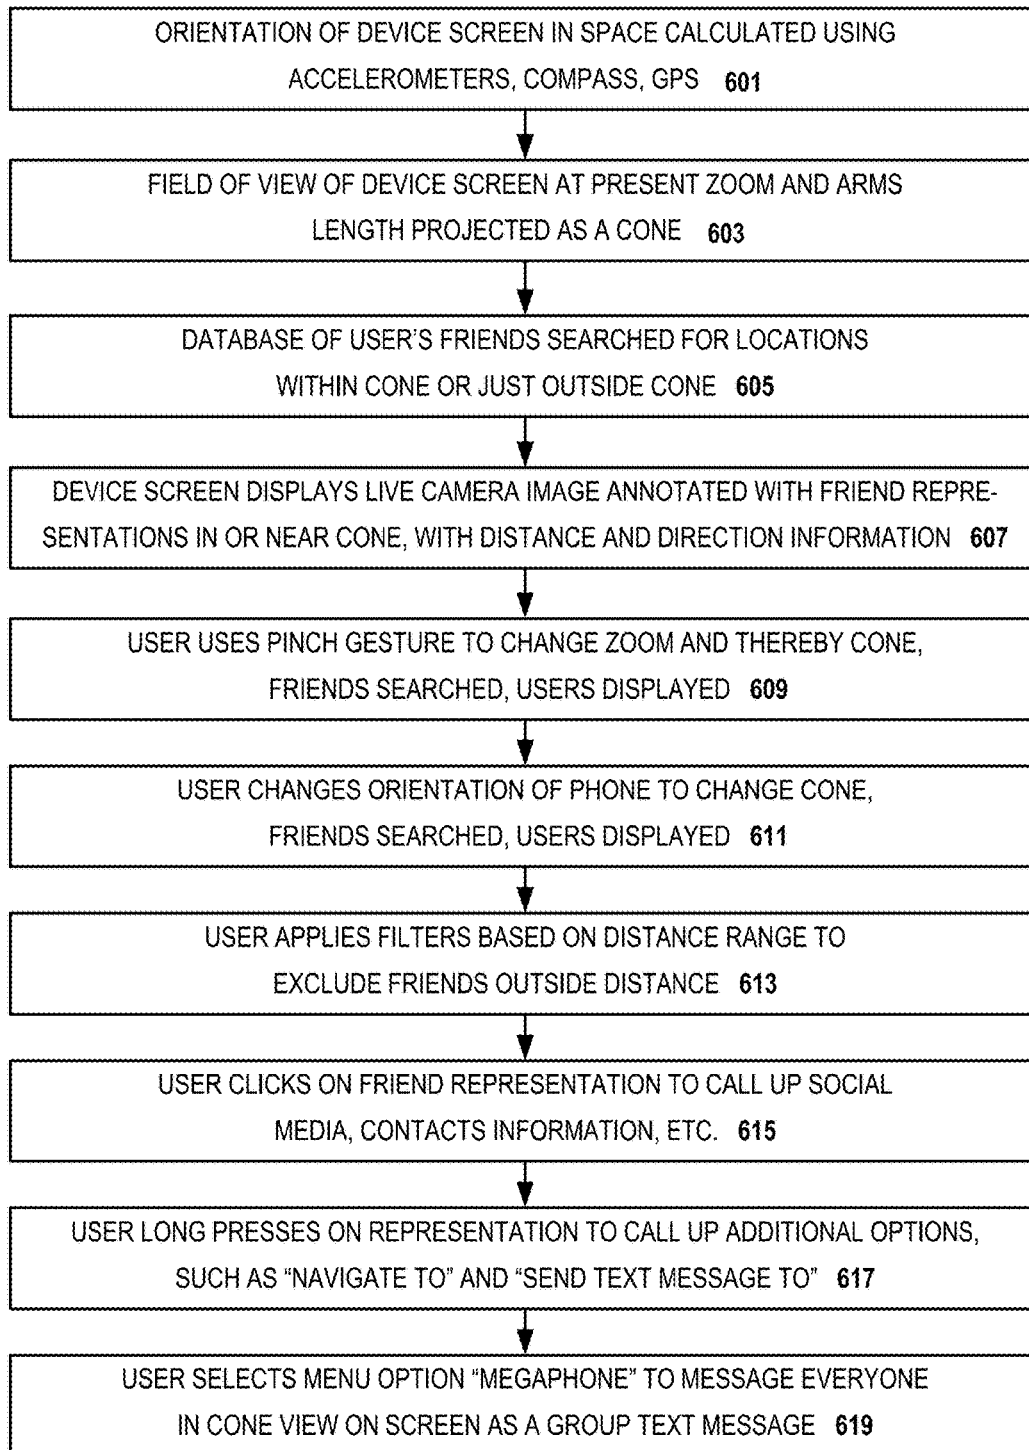 ORIENTATION OF DEVICE SCREEN IN SPACE CALCULATED USING
ACCELEROMETERS, COMPASS, GPS 601
FIELD OF VIEW OF DEVICE SCREEN AT PRESENT ZOOM AND ARMS
LENGTH PROJECTED AS A CONE 603
DATABASE OF USER'S FRIENDS SEARCHED FOR LOCATIONS
WITHIN CONE OR JUST OUTSIDE CONE 605
DEVICE SCREEN DISPLAYS LIVE CAMERA IMAGE ANNOTATED WITH FRIEND REPRE-
SENTATIONS IN OR NEAR CONE, WITH DISTANCE AND DIRECTION INFORMATION 607
USER USES PINCH GESTURE TO CHANGE ZOOM AND THEREBY CONE,
FRIENDS SEARCHED, USERS DISPLAYED 609
USER CHANGES ORIENTATION OF PHONE TO CHANGE CONE,
FRIENDS SEARCHED, USERS DISPLAYED 611
USER APPLIES FILTERS BASED ON DISTANCE RANGE TO
EXCLUDE FRIENDS OUTSIDE DISTANCE 613
USER CLICKS ON FRIEND REPRESENTATION TO CALL UP SOCIAL
MEDIA, CONTACTS INFORMATION, ETC. 615
USER LONG PRESSES ON REPRESENTATION TO CALL UP ADDITIONAL OPTIONS,
SUCH AS “NAVIGATE TO” AND “SEND TEXT MESSAGE TO” 617
USER SELECTS MENU OPTION “MEGAPHONE” TO MESSAGE EVERYONE
IN CONE VIEW ON SCREEN AS A GROUP TEXT MESSAGE 619